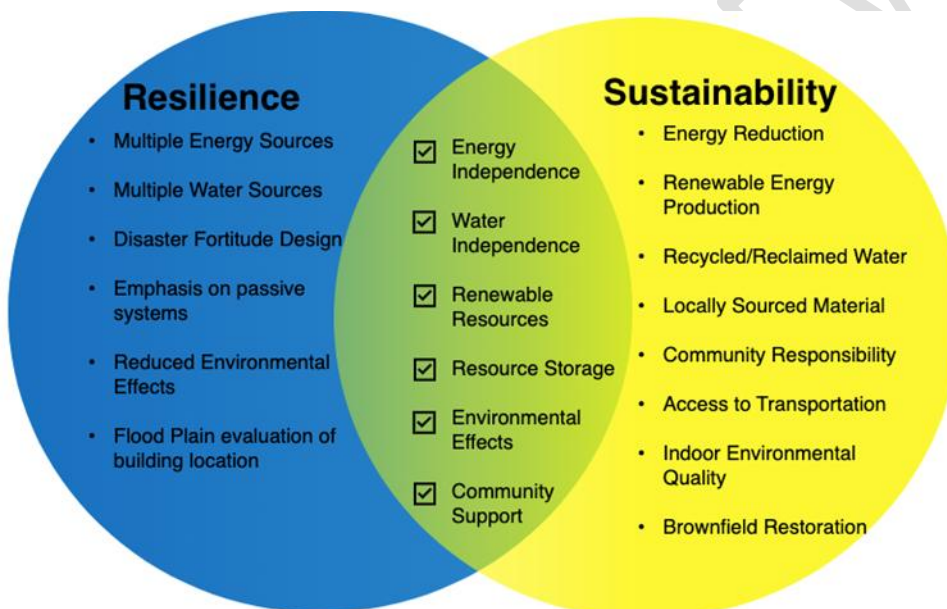 Resilience
• Multiple Energy Sources
• Multiple Water Sources
• Disaster Fortitude Design
• Emphasis on passive
systems
• Reduced Environmental
Effects
• Flood Plain evaluation of
building location
☑ Energy
Independence
☑ Water
Independence
☑ Renewable
Resources
☑ Resource Storage
☑ Environmental
Effects
☑ Community
Support
Sustainability
• Energy Reduction
• Renewable Energy
Production
• Recycled/Reclaimed Water
• Locally Sourced Material
• Community Responsibility
• Access to Transportation
• Indoor Environmental
Quality
• Brownfield Restoration